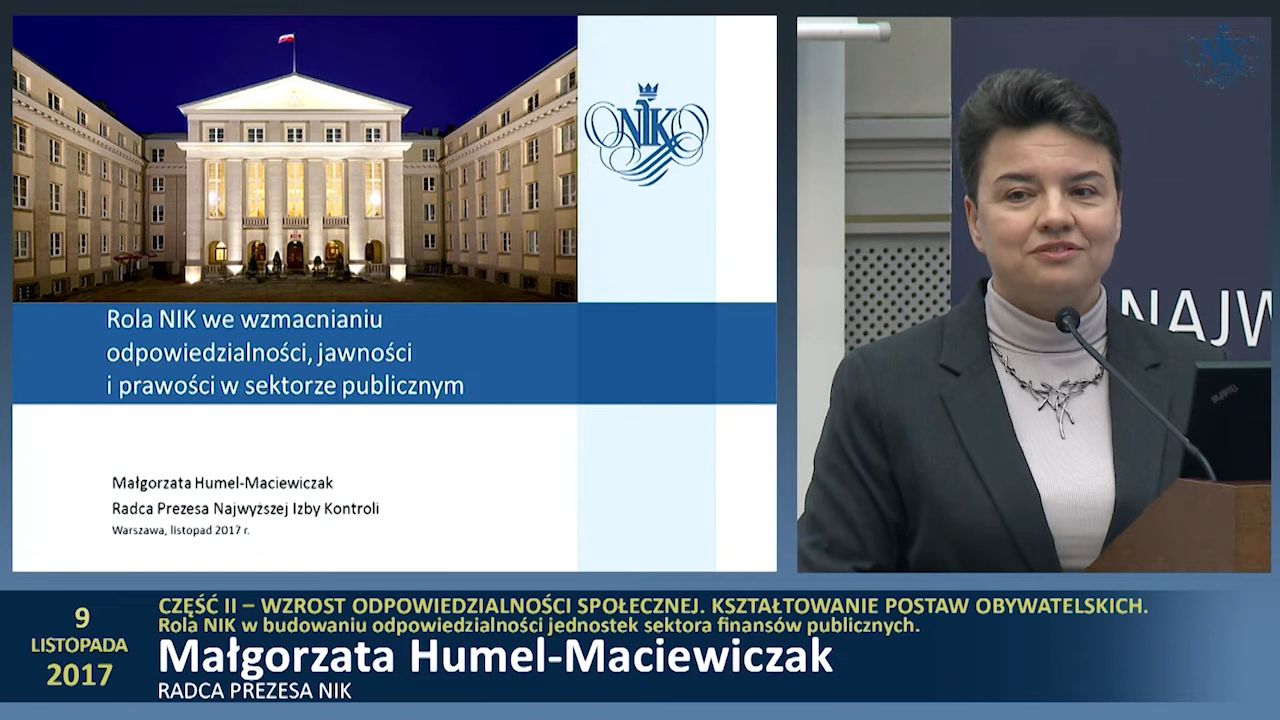 NIK
Rola NIK we wzmacnianiu
odpowiedzialności, jawności
i prawości w sektorze publicznym
Małgorzata Humel-Maciewiczak
Radca Prezesa Najwyższej Izby Kontroli
Warszawa, listopad 2017 r.
NIK
NAJW
ThinkPad
9
LISTOPADA
2017
CZĘŚĆ II – WZROST ODPOWIEDZIALNOŚCI SPOŁECZNEJ. KSZTAŁTOWANIE POSTAW OBYWATELSKICH.
Rola NIK w budowaniu odpowiedzialności jednostek sektora finansów publicznych.
Małgorzata Humel-Maciewiczak
RADCA PREZESA NIK